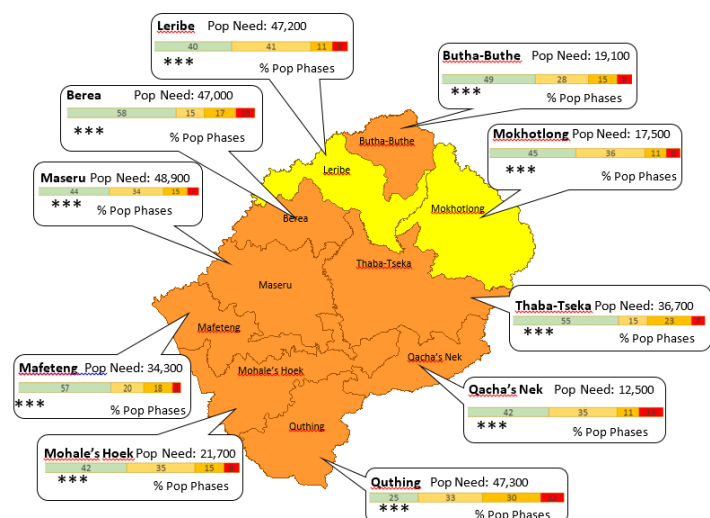 Leribe Pop Need: 47,200
40 41 11
***
% Pop Phases
Butha-Buthe Pop Need: 19,100
49 28 15
***
% Pop Phases
Berea Pop Need: 47,000
58 15 17
***
% Pop Phases
Mokhotlong Pop Need: 17,500
45 36 11
***
% Pop Phases
Maseru Pop Need: 48,900
44 34 15
***
% Pop Phases
Butha-Buthe
Leribe
Mokhotlong
Berea
Thaba-Tseka
Maseru
Mafeteng
Mohale's Hoek
Qacha's Nek
Quthing
Thaba-Tseka Pop Need: 36,700
55 15 23
***
% Pop Phases
Mafeteng Pop Need: 34,300
57 20 18
***
% Pop Phases
Qacha's Nek Pop Need: 12,500
42 35 11
***
% Pop Phases
Mohale's Hoek Pop Need: 21,700
42 35 15
***
% Pop Phases
Quthing Pop Need: 47,300
25 33 30
***
% Pop Phases